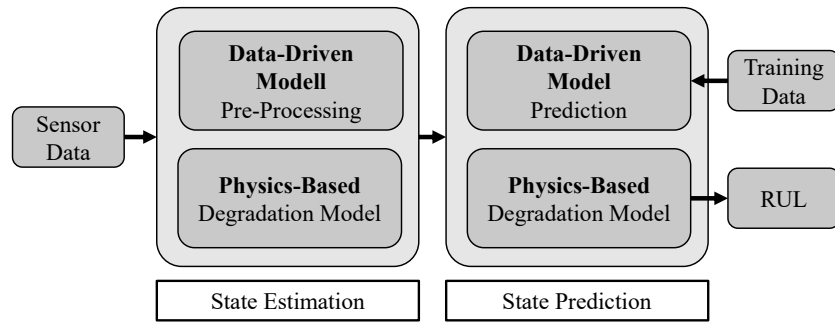 Sensor
Data
Data-Driven
Modell
Pre-Processing
Physics-Based
Degradation Model
State Estimation
Data-Driven
Model
Prediction
Physics-Based
Degradation Model
State Prediction
Training
Data
RUL